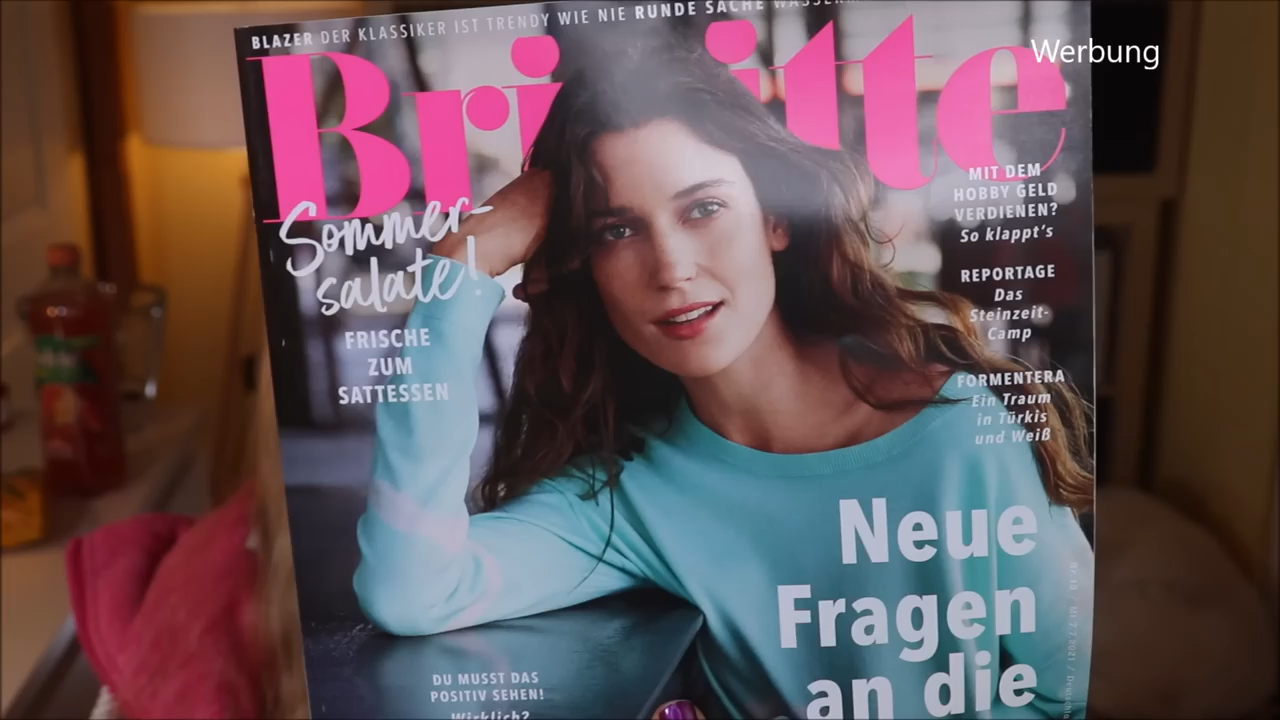 BLAZER DER KLASSIKER IST TRENDY WIE NIE RUNDE SACHE
Werbung
Brigitte
Sommer-
salate!
FRISCHE
ZUM
SATTESSEN
MIT DEM
HOBBY GELD
VERDIENEN?
So klappt's
REPORTAGE
Das
Steinzeit-
Camp
FORMENTERA
Ein Traum
in Türkis
und Weiß
Neue
Fragen
an die
DU MUSST DAS
POSITIV SEHEN!
Wirklich?